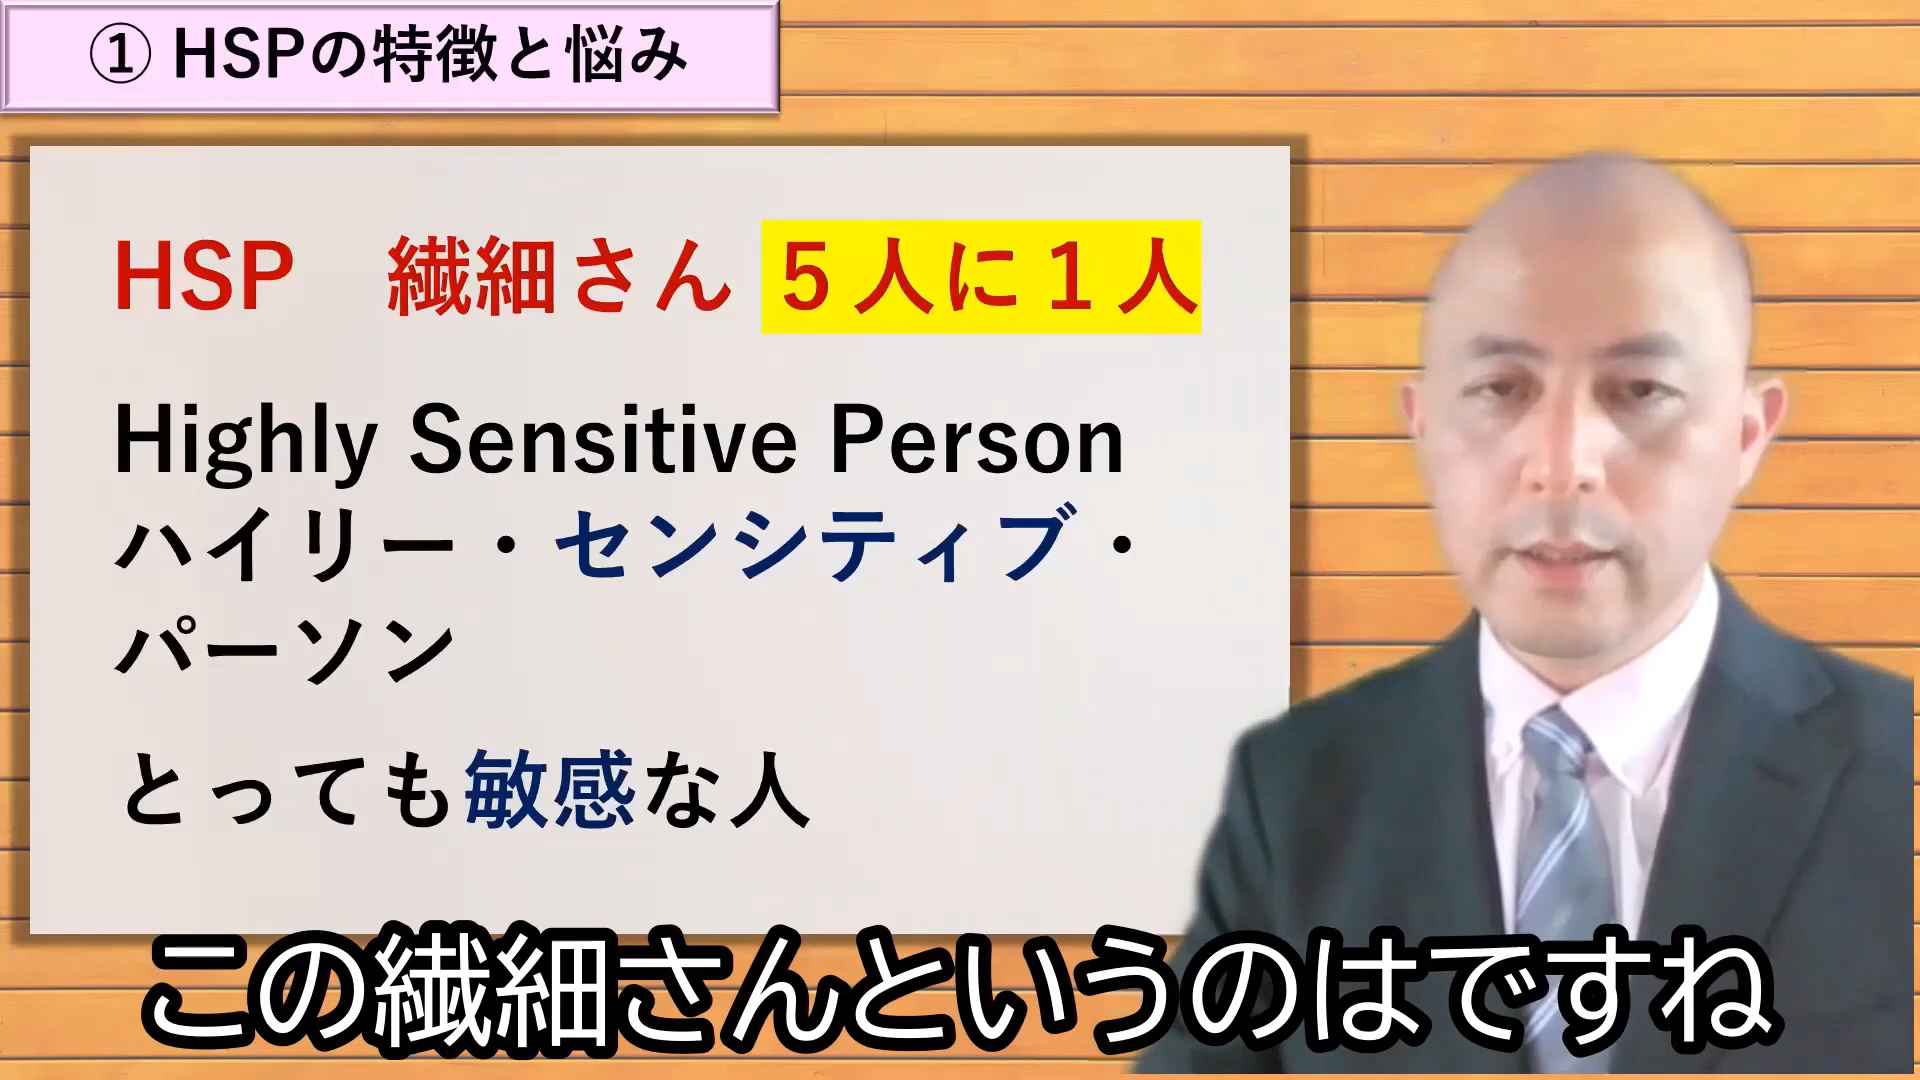 ① HSPの特徴と悩み
HSP　繊細さん ５人に１人
Highly Sensitive Person
ハイリー・センシティブ・
パーソン
とっても敏感な人
この繊細さんというのはですね